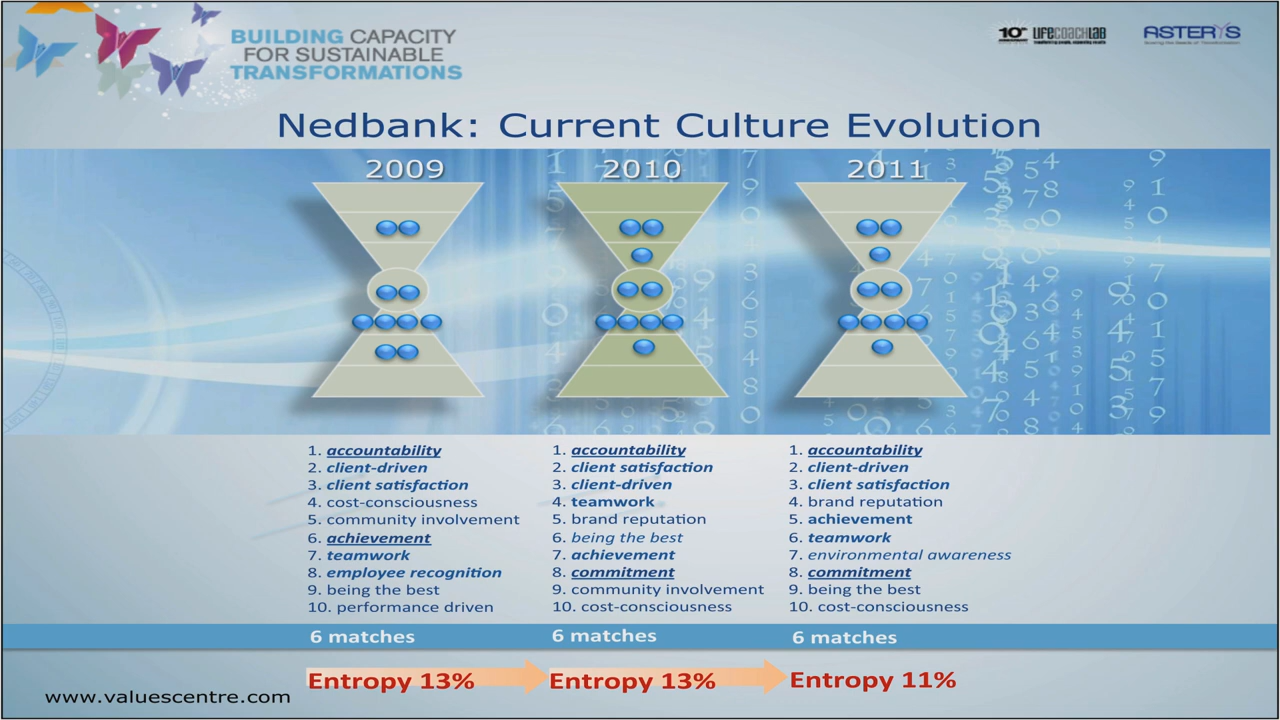 BUILDING CAPACITY
FOR SUSTAINABLE
TRANSFORMATIONS
10 LIFECOACHLAB
ASTERYS
Nedbank: Current Culture Evolution
2009 2010 2011
1. accountability
2. client-driven
3. client satisfaction
4. cost-consciousness
5. community involvement
6. achievement
7. teamwork
8. employee recognition
9. being the best
10. performance driven
1. accountability
2. client satisfaction
3. client-driven
4. teamwork
5. brand reputation
6. being the best
7. achievement
8. commitment
9. community involvement
10. cost-consciousness
1. accountability
2. client-driven
3. client satisfaction
4. brand reputation
5. achievement
6. teamwork
7. environmental awareness
8. commitment
9. being the best
10. cost-consciousness
6 matches 6 matches 6 matches
Entropy 13% Entropy 13% Entropy 11%
www.valuescentre.com